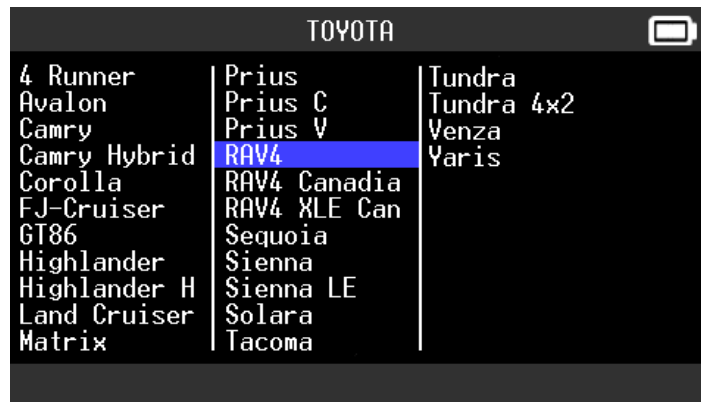 TOYOTA
4 Runner
Avalon
Camry
Camry Hybrid
Corolla
FJ-Cruiser
GT86
Highlander
Highlander H
Land Cruiser
Matrix
Prius
Prius C
Prius V
RAV4
RAV4 Canadia
RAV4 XLE Can
Sequoia
Sienna
Sienna LE
Solara
Tacoma
Tundra
Tundra 4x2
Venza
Yaris